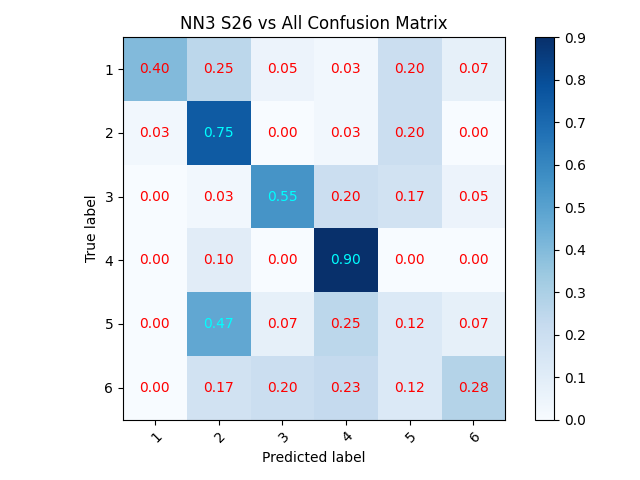 NN3 S26 vs All Confusion Matrix
True label
1 0.40 0.25 0.05 0.03 0.20 0.07
2 0.03 0.75 0.00 0.03 0.20 0.00
3 0.00 0.03 0.55 0.20 0.17 0.05
4 0.00 0.10 0.00 0.90 0.00 0.00
5 0.00 0.47 0.07 0.25 0.12 0.07
6 0.00 0.17 0.20 0.23 0.12 0.28
1 2 3 4 5 6
Predicted label
0.9
0.8
0.7
0.6
0.5
0.4
0.3
0.2
0.1
0.0